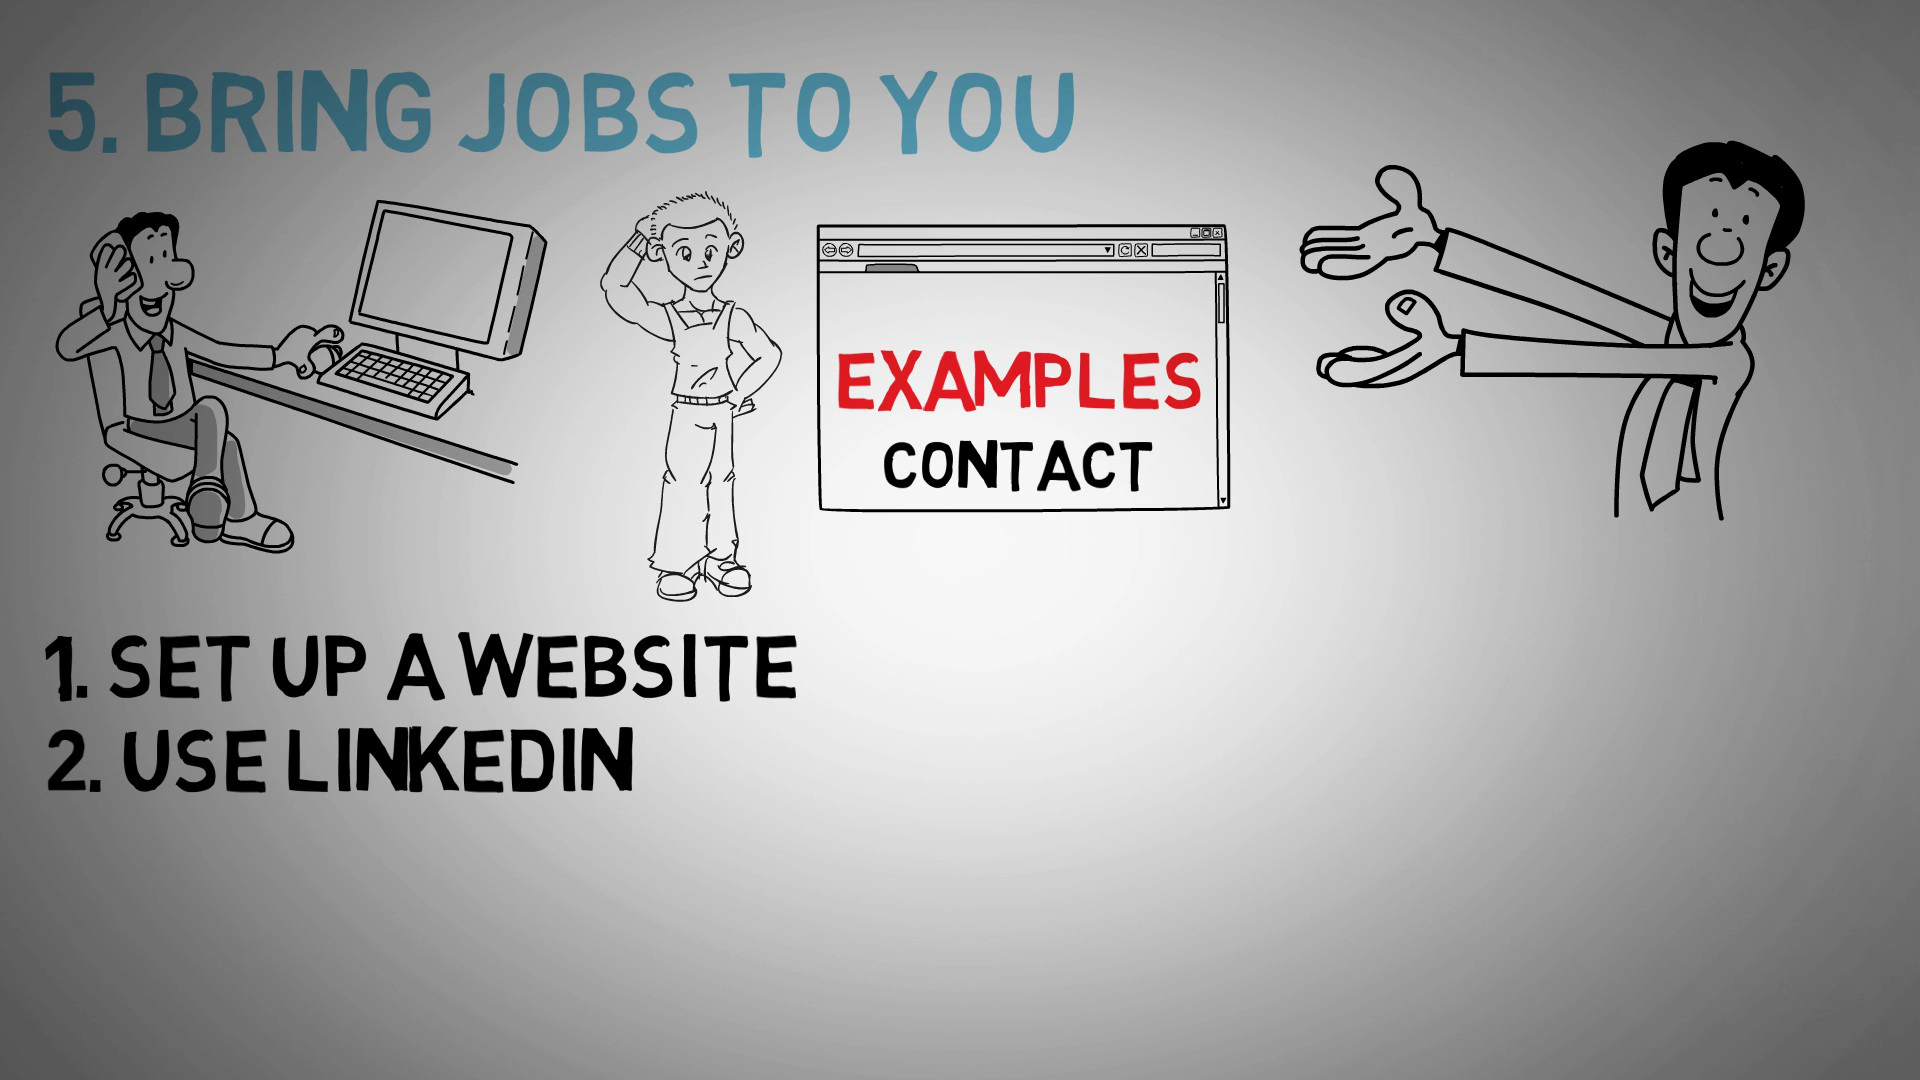 5. BRING JOBS TO YOU
EXAMPLES
CONTACT
1. SET UP A WEBSITE
2. USE LINKEDIN